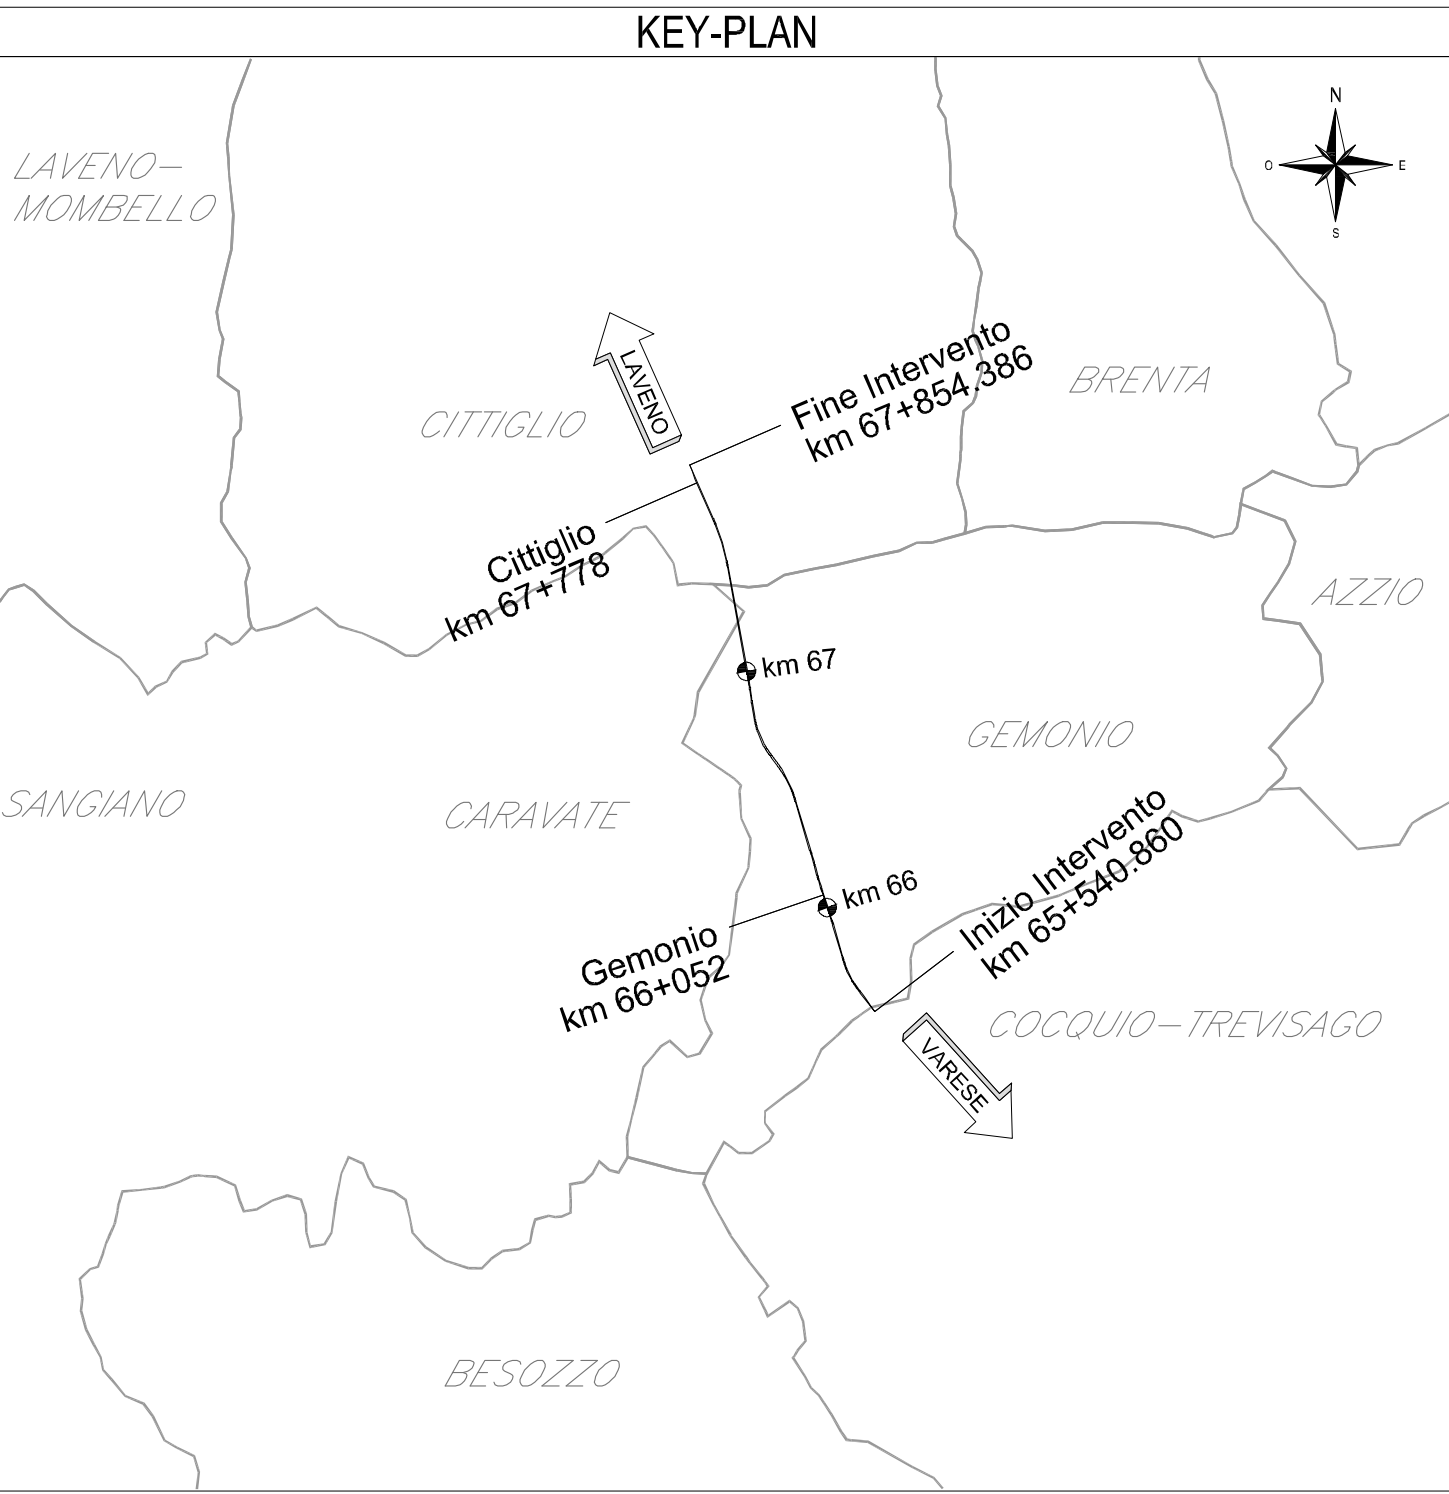 KEY-PLAN
N
O
E
S
LAVENO-
MOMBELLO
LAVENO
Fine Intervento
km 67+854.386
BRENTA
CITTIGLIO
Cittiglio
km 67+778
AZZIO
km 67
GEMONIO
SANGIANO
CARAVATE
Inizio Intervento
km 65+540.860
km 66
Gemonio
km 66+052
COCQUIO-TREVISAGO
VARESE
BESOZZO